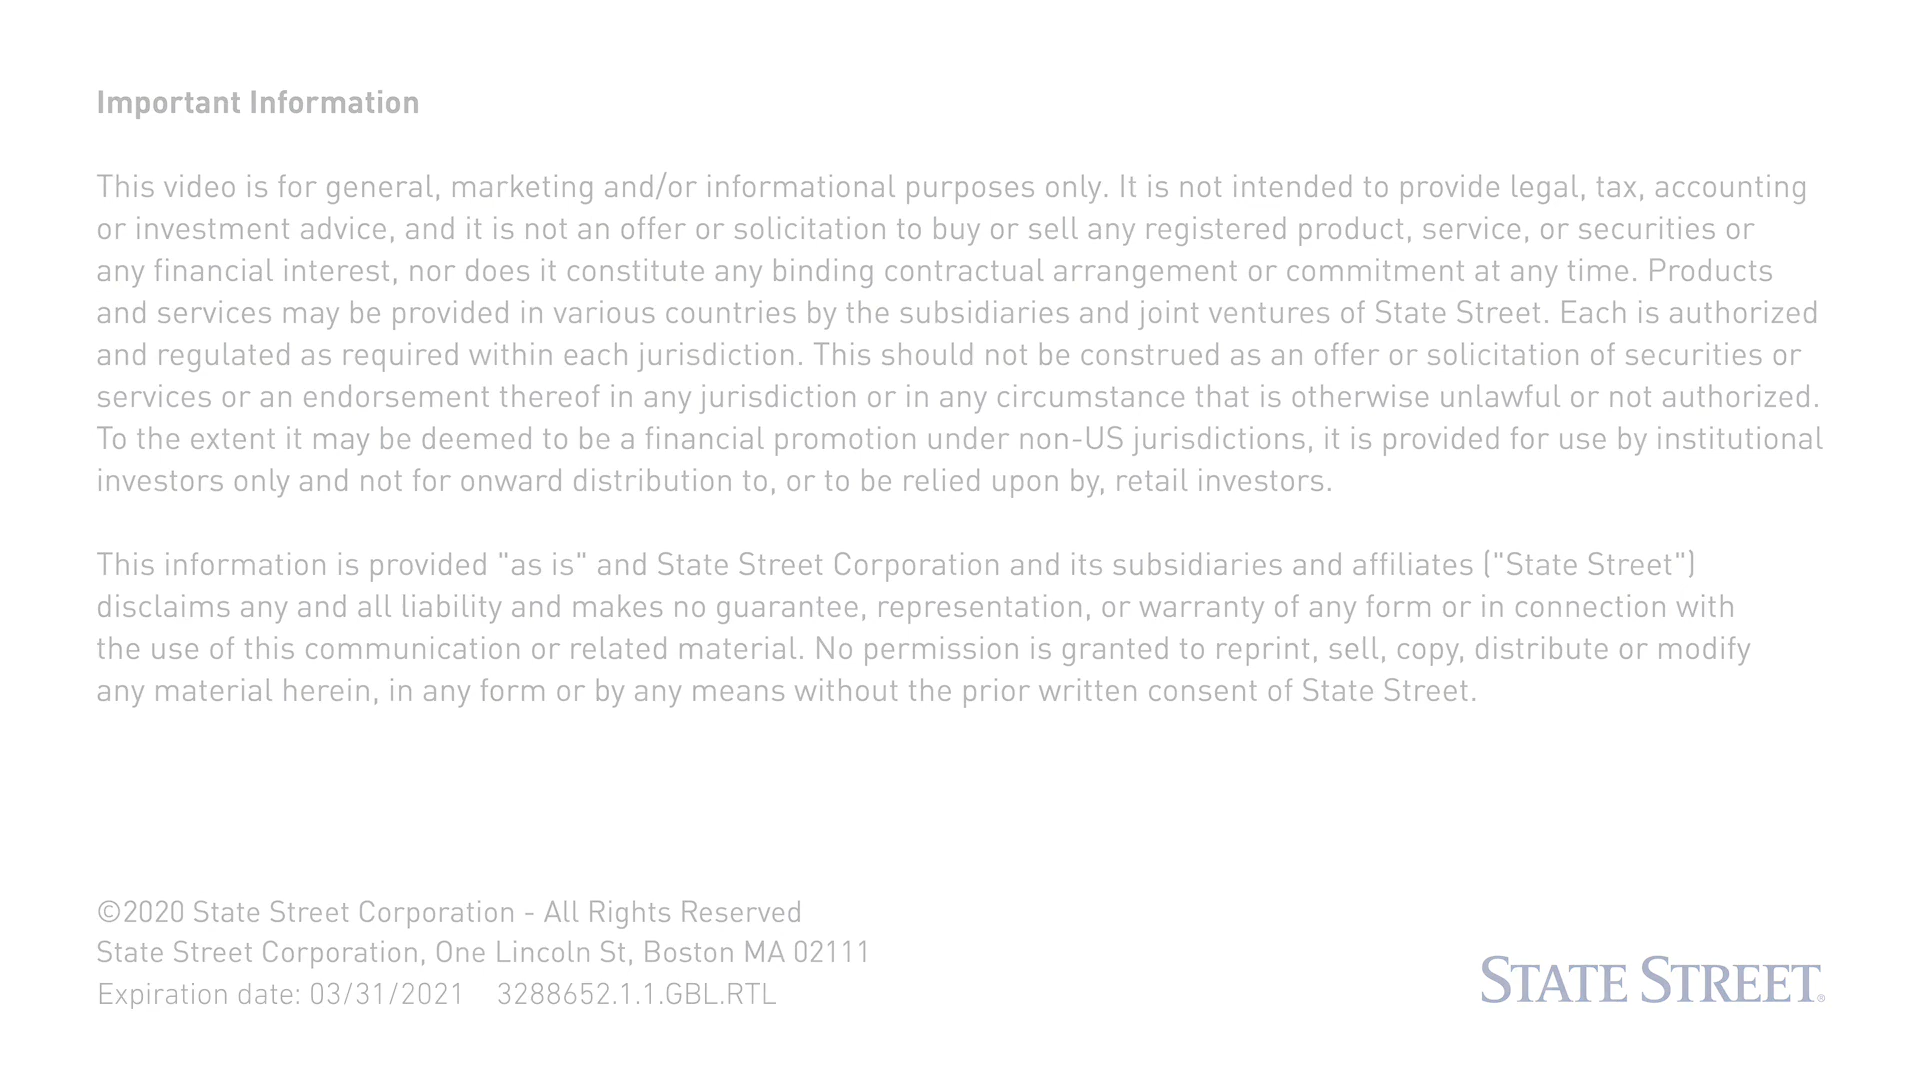 Important Information
This video is for general, marketing and/or informational purposes only. It is not intended to provide legal, tax, accounting
or investment advice, and it is not an offer or solicitation to buy or sell any registered product, service, or securities or
any financial interest, nor does it constitute any binding contractual arrangement or commitment at any time. Products
and services may be provided in various countries by the subsidiaries and joint ventures of State Street. Each is authorized
and regulated as required within each jurisdiction. This should not be construed as an offer or solicitation of securities or
services or an endorsement thereof in any jurisdiction or in any circumstance that is otherwise unlawful or not authorized.
To the extent it may be deemed to be a financial promotion under non-US jurisdictions, it is provided for use by institutional
investors only and not for onward distribution to, or to be relied upon by, retail investors.
This information is provided "as is" and State Street Corporation and its subsidiaries and affiliates ("State Street")
disclaims any and all liability and makes no guarantee, representation, or warranty of any form or in connection with
the use of this communication or related material. No permission is granted to reprint, sell, copy, distribute or modify
any material herein, in any form or by any means without the prior written consent of State Street.
©2020 State Street Corporation - All Rights Reserved
State Street Corporation, One Lincoln St, Boston MA 02111
Expiration date: 03/31/2021 3288652.1.1.GBL.RTL
STATE STREET®